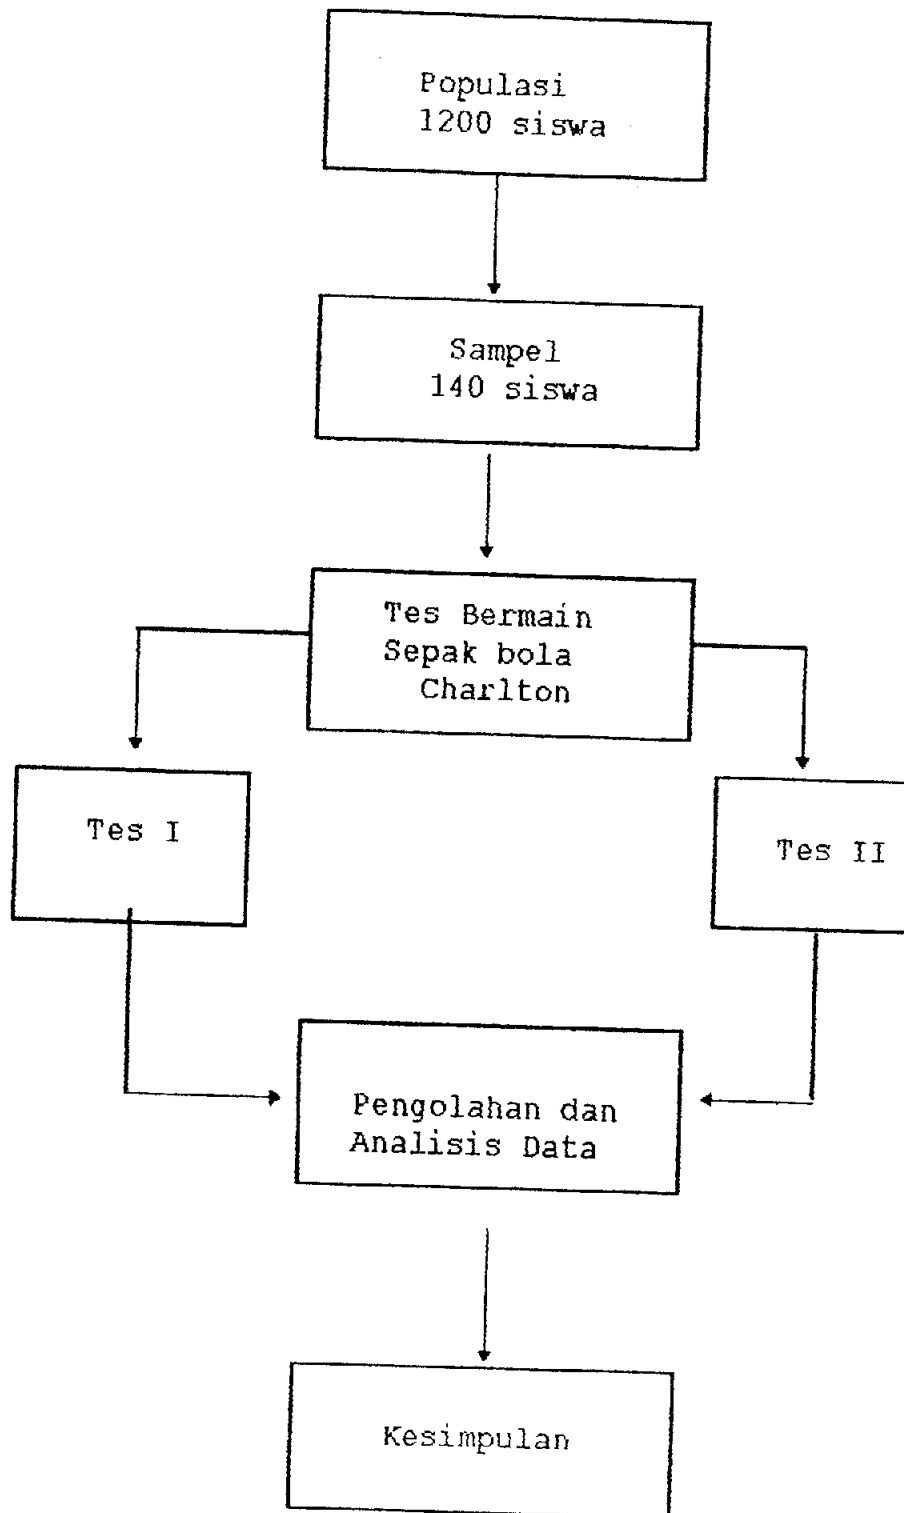 Populasi
1200 siswa
Sampel
140 siswa
Tes Bermain
Sepak bola
Charlton
Tes I
Tes II
Pengolahan dan
Analisis Data
Kesimpulan